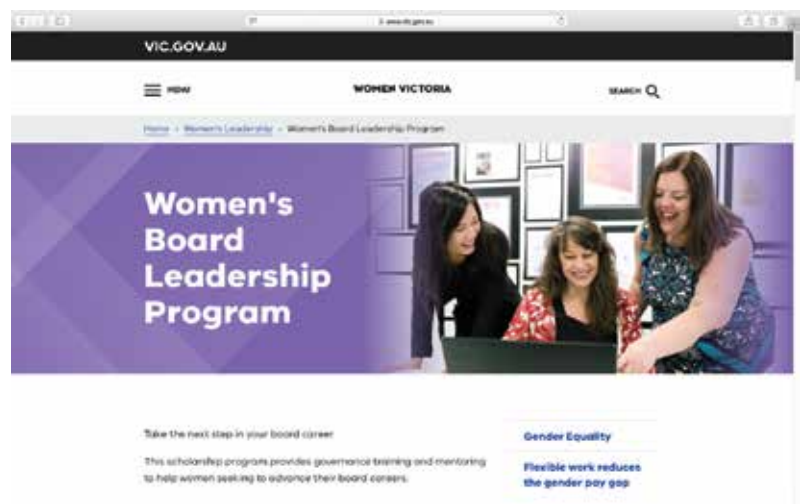 VIC.GOV.AU
MENU
WOMEN VICTORIA
SEARCH
Home › Women's Leadership › Women's Board Leadership Program
Women's
Board
Leadership
Program
Take the next step in your board career
This scholarship program provides governance training and mentoring
to help women seeking to advance their board careers.
Gender Equality
Flexible work reduces
the gender pay gap